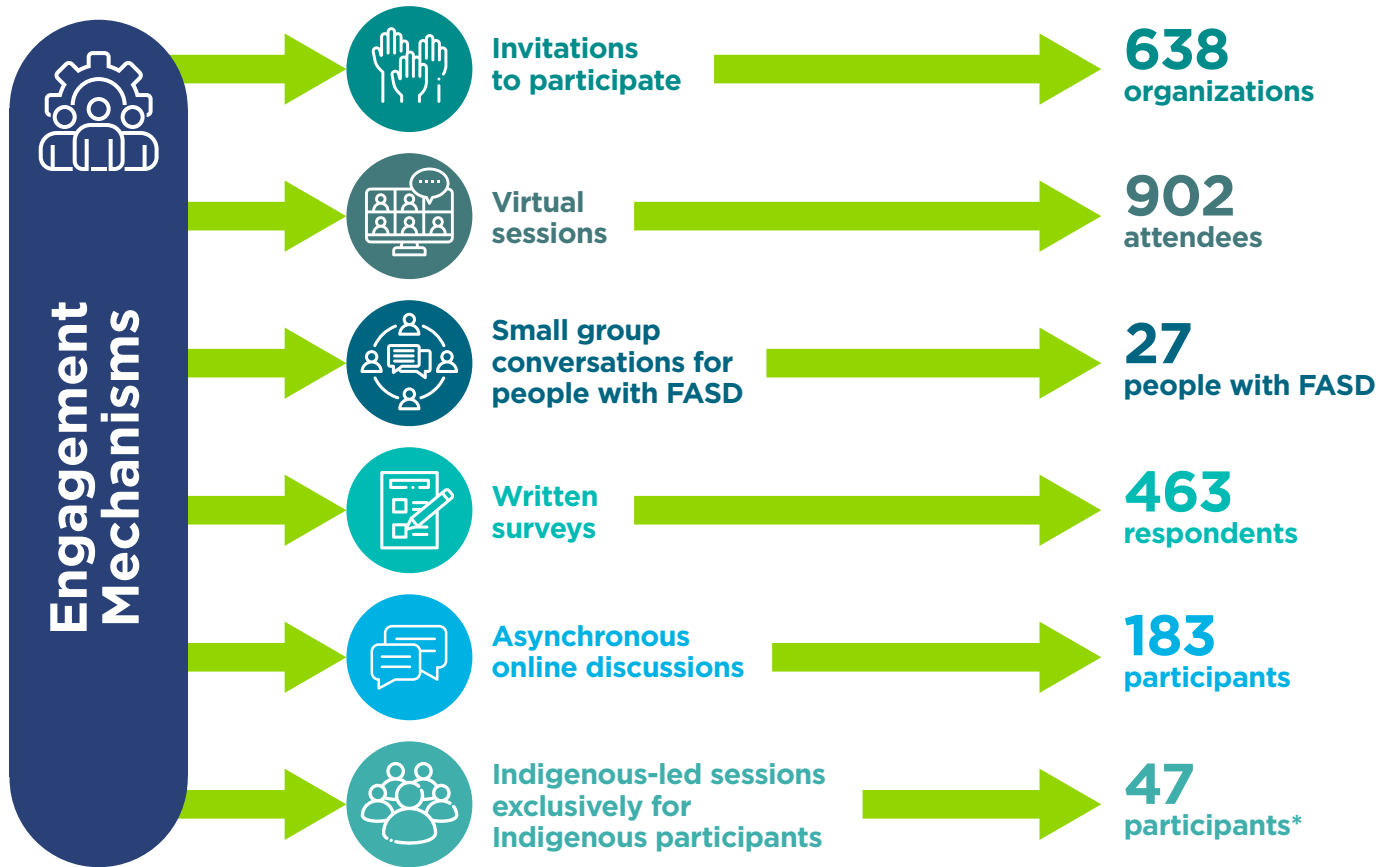 Engagement
Mechanisms
Invitations
to participate
638
organizations
Virtual
sessions
902
attendees
Small group
conversations for
people with FASD
27
people with FASD
Written
surveys
463
respondents
Asynchronous
online discussions
183
participants
Indigenous-led sessions
exclusively for
Indigenous participants
47
participants*